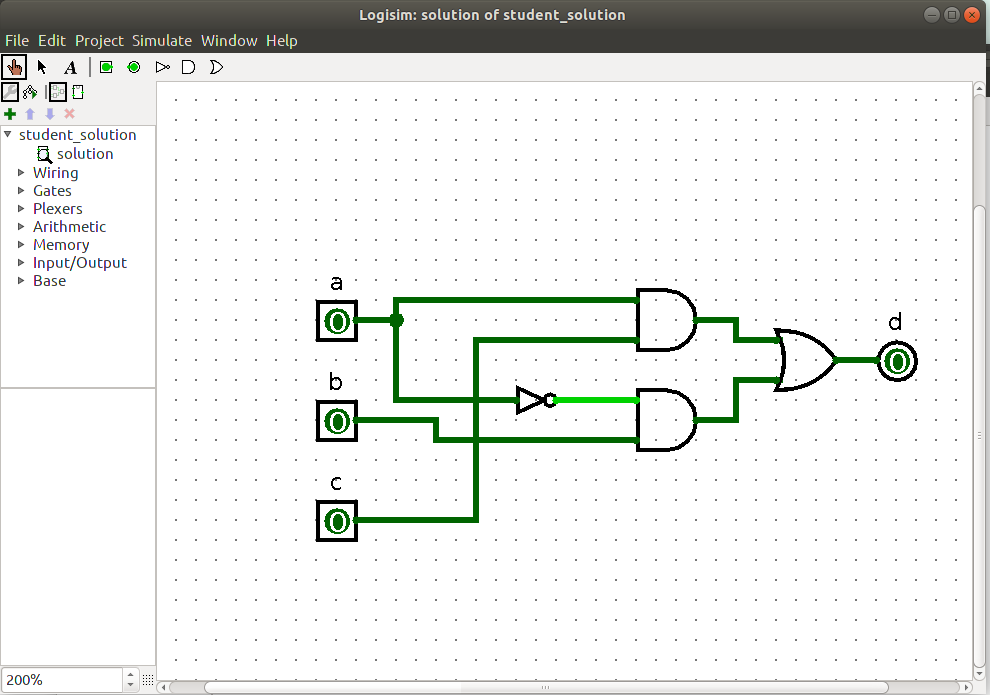 Logisim: solution of student_solution
File Edit Project Simulate Window Help
A
student_solution
solution
Wiring
Gates
Plexers
Arithmetic
Memory
Input/Output
Base
a
0
b
0
c
0
d
0
200%